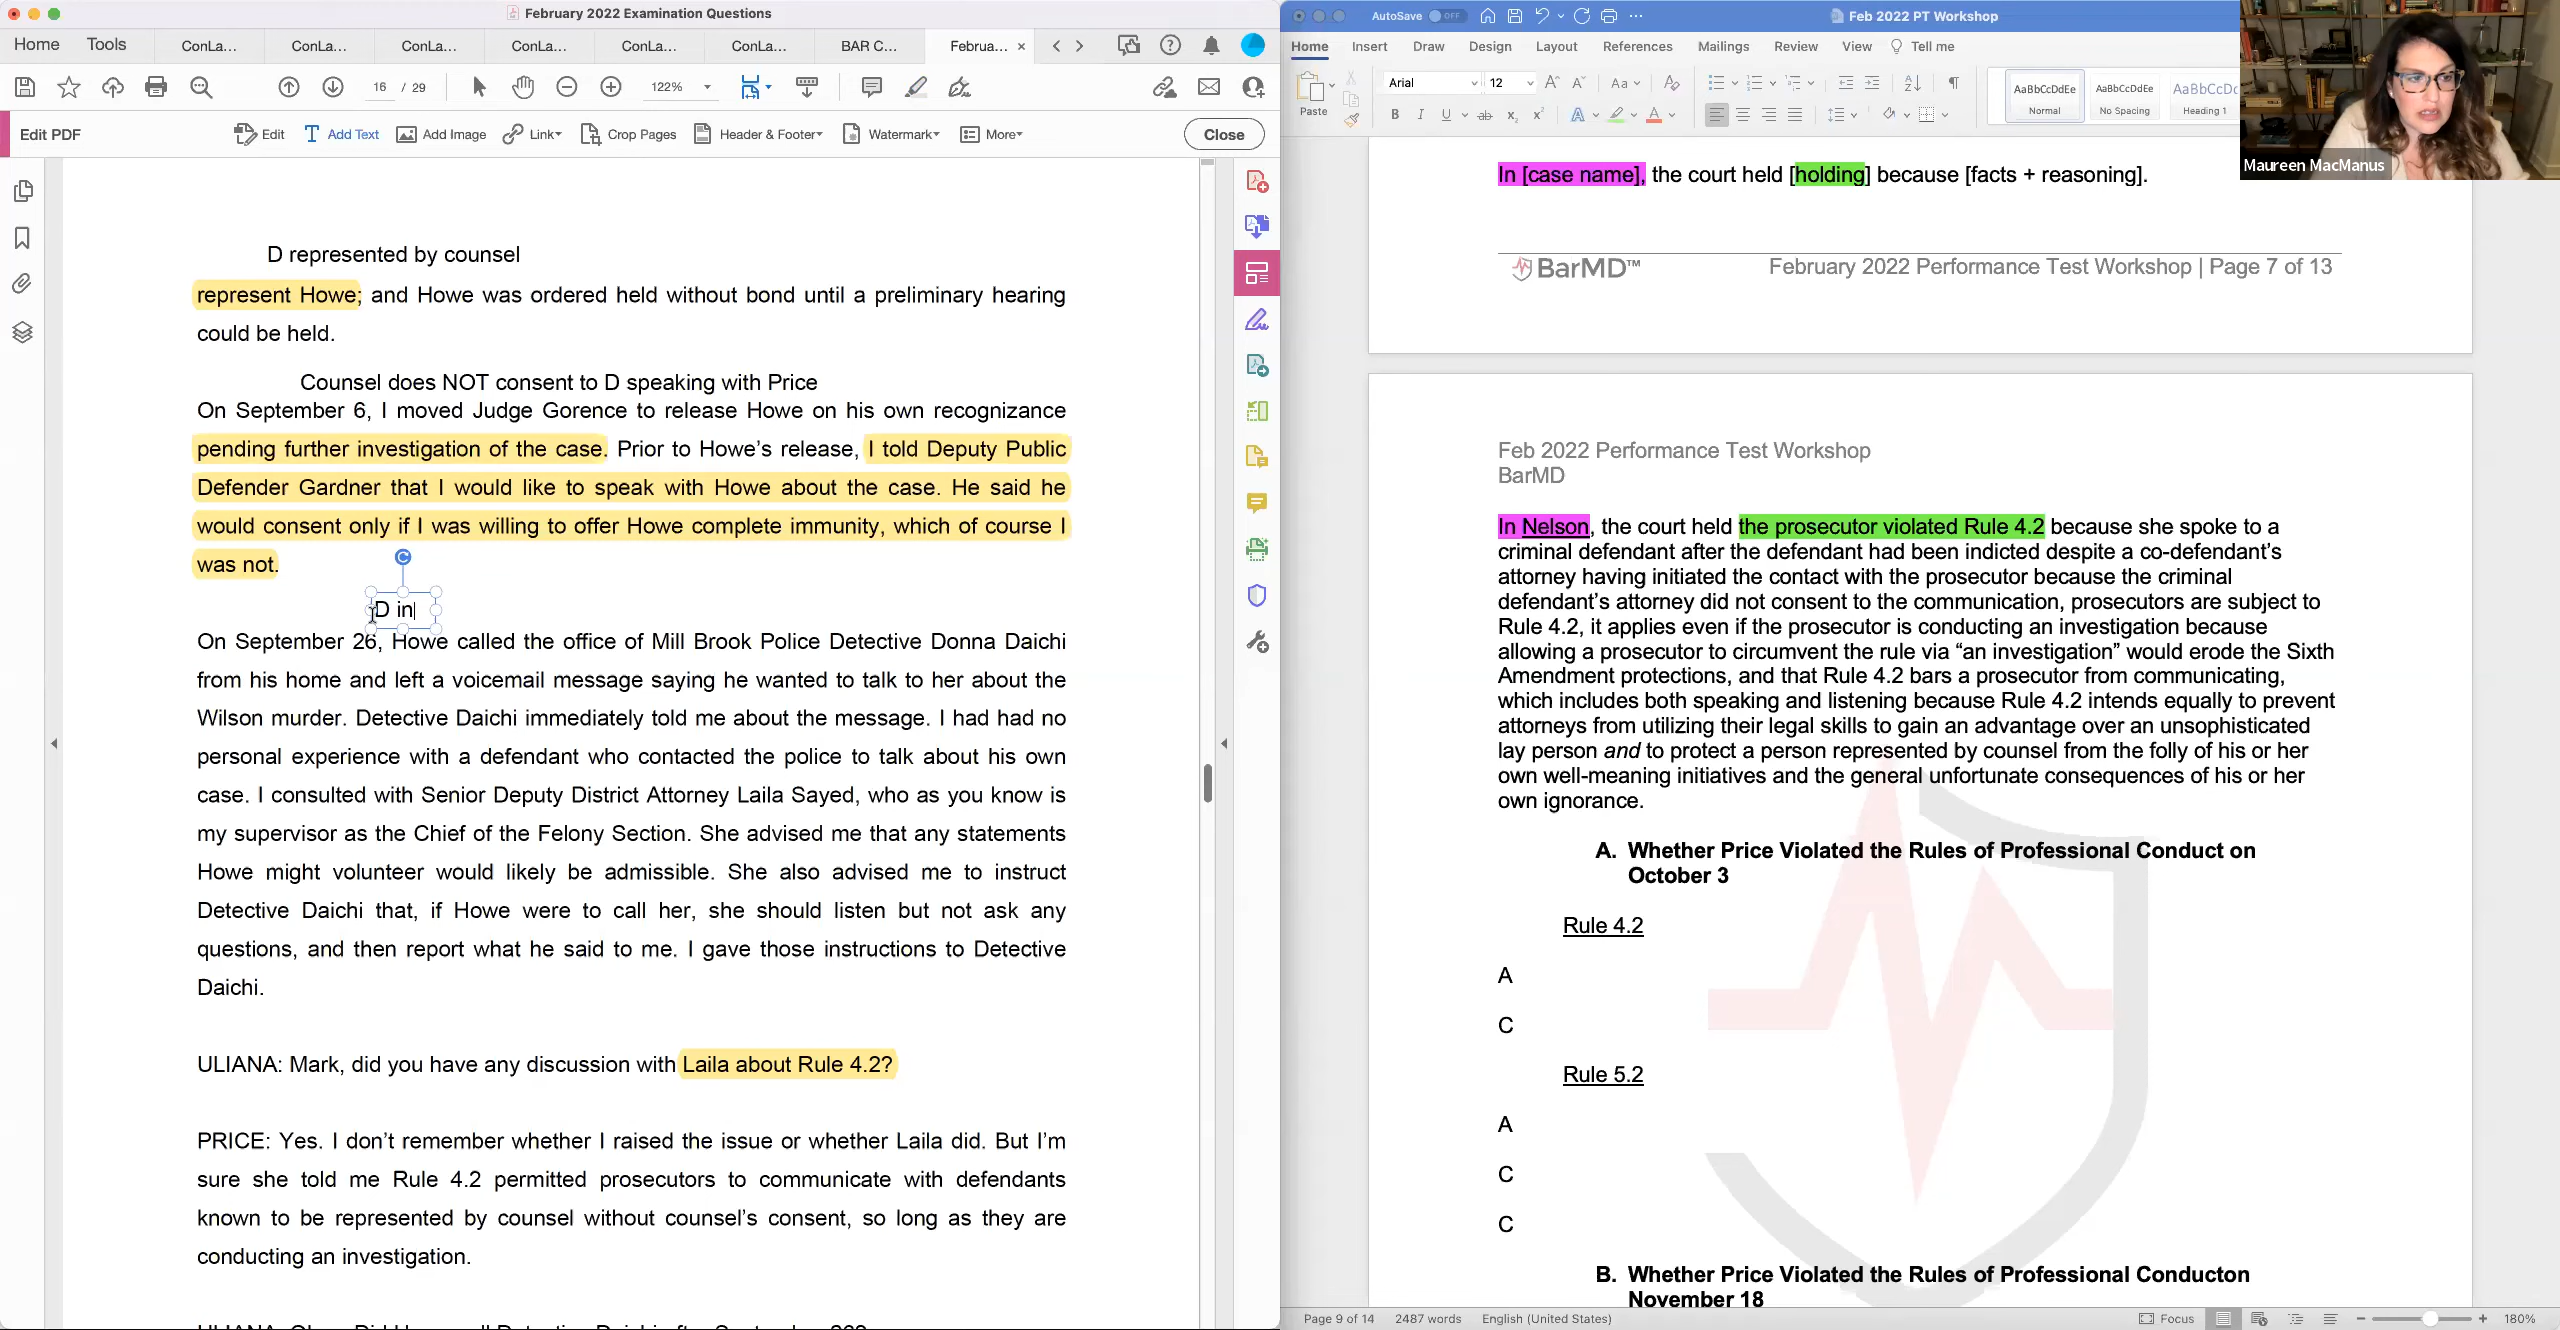 February 2022 Examination Questions
Home Tools ConLa... ConLa... ConLa... ConLa... ConLa... ConLa... BAR C... Februa... ×
16 / 29 122%
Edit PDF Edit Add Text Add Image Link Crop Pages Header & Footer Watermark More Close
D represented by counsel
represent Howe; and Howe was ordered held without bond until a preliminary hearing
could be held.
Counsel does NOT consent to D speaking with Price
On September 6, I moved Judge Gorence to release Howe on his own recognizance
pending further investigation of the case. Prior to Howe's release, I told Deputy Public
Defender Gardner that I would like to speak with Howe about the case. He said he
would consent only if I was willing to offer Howe complete immunity, which of course I
was not.
D in
On September 26, Howe called the office of Mill Brook Police Detective Donna Daichi
from his home and left a voicemail message saying he wanted to talk to her about the
Wilson murder. Detective Daichi immediately told me about the message. I had had no
personal experience with a defendant who contacted the police to talk about his own
case. I consulted with Senior Deputy District Attorney Laila Sayed, who as you know is
my supervisor as the Chief of the Felony Section. She advised me that any statements
Howe might volunteer would likely be admissible. She also advised me to instruct
Detective Daichi that, if Howe were to call her, she should listen but not ask any
questions, and then report what he said to me. I gave those instructions to Detective
Daichi.
ULIANA: Mark, did you have any discussion with Laila about Rule 4.2?
PRICE: Yes. I don't remember whether I raised the issue or whether Laila did. But I'm
sure she told me Rule 4.2 permitted prosecutors to communicate with defendants
known to be represented by counsel without counsel's consent, so long as they are
conducting an investigation.
AutoSave OFF Feb 2022 PT Workshop
Home Insert Draw Design Layout References Mailings Review View Tell me
Paste Arial 12 AaBbCcDdEe Normal AaBbCcDdEe No Spacing AaBbCcDc Heading 1
Maureen MacManus
In [case name], the court held [holding] because [facts + reasoning].
BarMD™ February 2022 Performance Test Workshop | Page 7 of 13
Feb 2022 Performance Test Workshop
BarMD
In Nelson, the court held the prosecutor violated Rule 4.2 because she spoke to a
criminal defendant after the defendant had been indicted despite a co-defendant's
attorney having initiated the contact with the prosecutor because the criminal
defendant's attorney did not consent to the communication, prosecutors are subject to
Rule 4.2, it applies even if the prosecutor is conducting an investigation because
allowing a prosecutor to circumvent the rule via “an investigation” would erode the Sixth
Amendment protections, and that Rule 4.2 bars a prosecutor from communicating,
which includes both speaking and listening because Rule 4.2 intends equally to prevent
attorneys from utilizing their legal skills to gain an advantage over an unsophisticated
lay person and to protect a person represented by counsel from the folly of his or her
own well-meaning initiatives and the general unfortunate consequences of his or her
own ignorance.
A. Whether Price Violated the Rules of Professional Conduct on
October 3
Rule 4.2
A
C
Rule 5.2
A
C
C
B. Whether Price Violated the Rules of Professional Conducton
November 18
Page 9 of 14 2487 words English (United States) Focus 180%